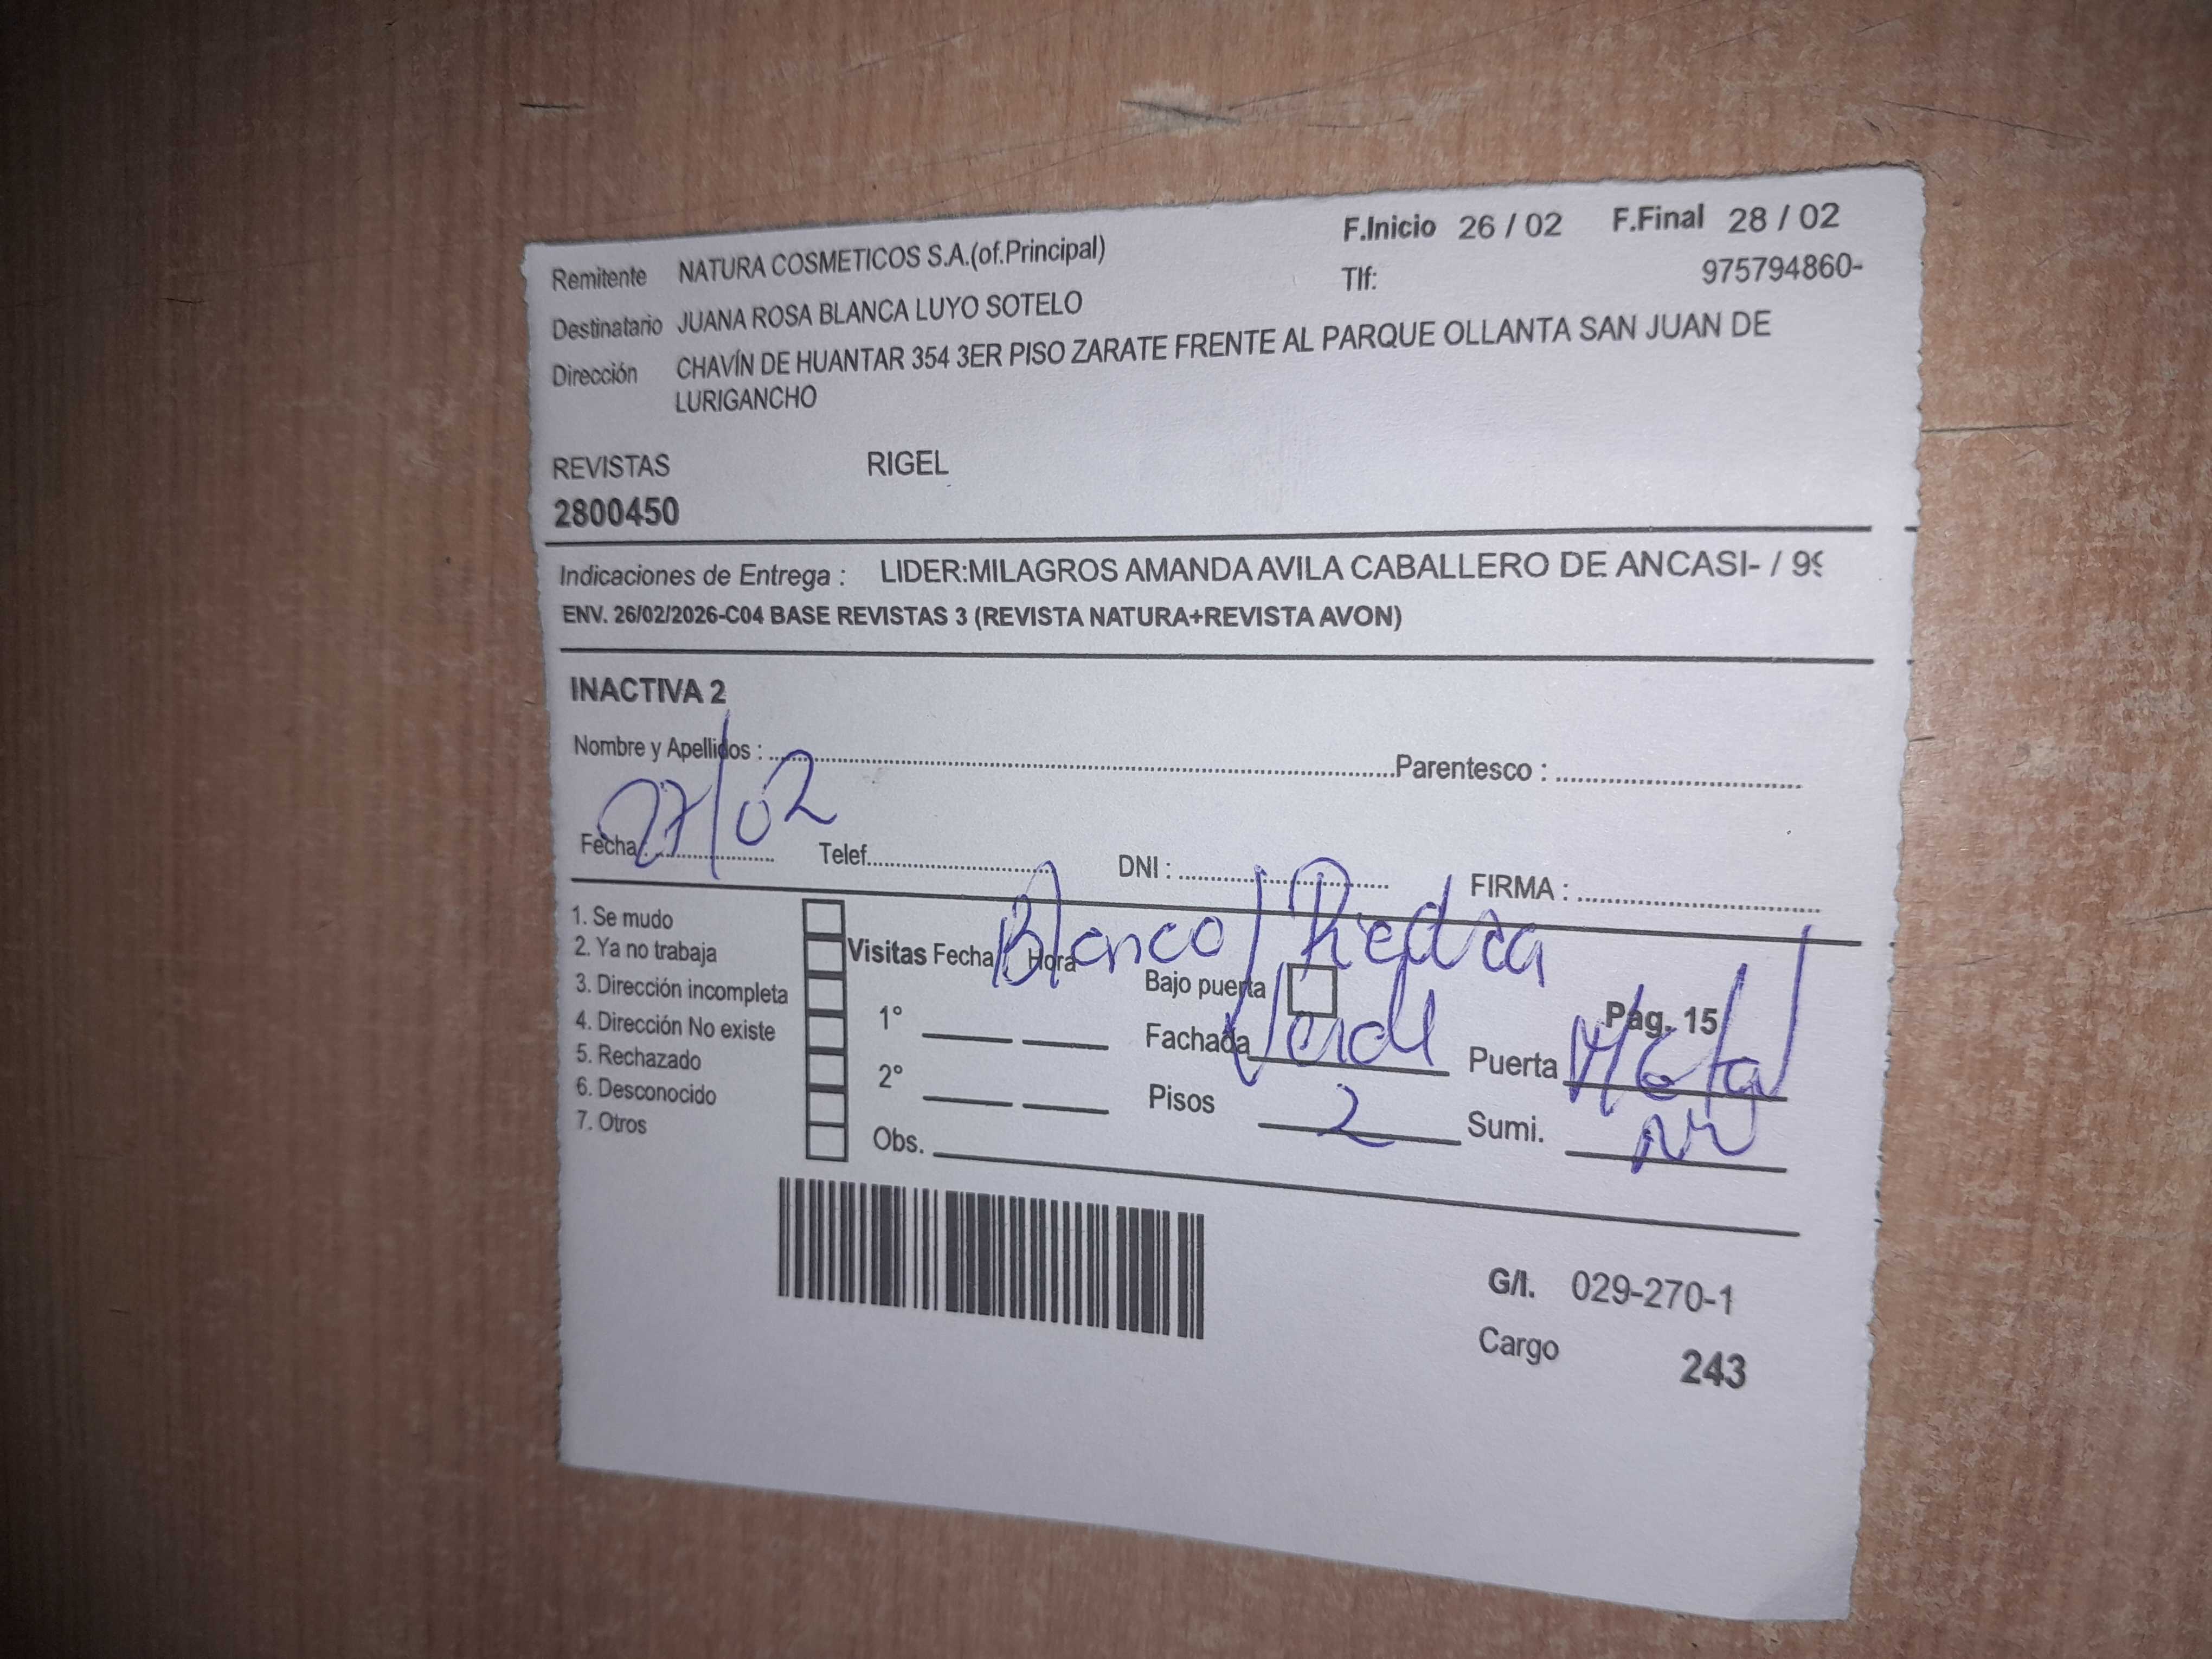 F.Inicio 26 / 02 F.Final 28 / 02
Remitente NATURA COSMETICOS S.A.(of.Principal) Tlf: 975794860-
Destinatario JUANA ROSA BLANCA LUYO SOTELO
Dirección CHAVÍN DE HUANTAR 354 3ER PISO ZARATE FRENTE AL PARQUE OLLANTA SAN JUAN DE
LURIGANCHO
REVISTAS RIGEL
2800450
Indicaciones de Entrega : LIDER:MILAGROS AMANDA AVILA CABALLERO DE ANCASI- / 99
ENV. 26/02/2026-C04 BASE REVISTAS 3 (REVISTA NATURA+REVISTA AVON)
INACTIVA 2
Nombre y Apellidos : Parentesco :
Fecha: 27/02 Telef. DNI : FIRMA :
1. Se mudo
2. Ya no trabaja
3. Dirección incompleta
4. Dirección No existe
5. Rechazado
6. Desconocido
7. Otros
Visitas Fecha Hora
1°
2°
Obs.
Blanco/Piedra
Bajo puerta
Pág. 15
Fachada Verde Puerta Metal
Pisos 2 Sumi.
G/I. 029-270-1
Cargo 243